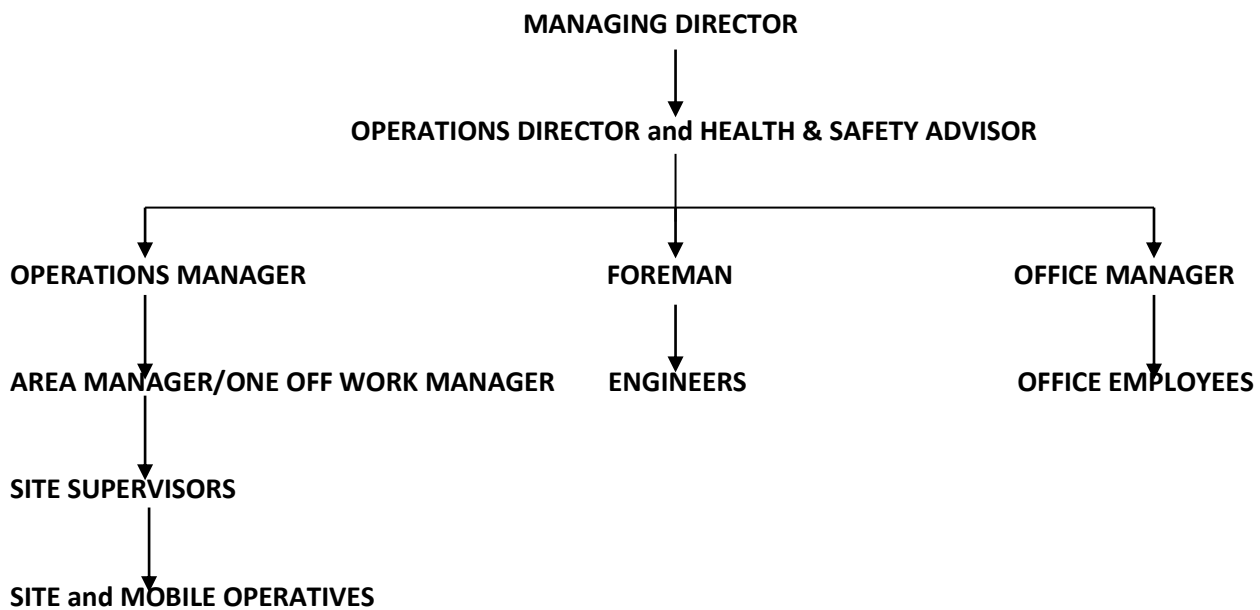 MANAGING DIRECTOR
OPERATIONS DIRECTOR and HEALTH & SAFETY ADVISOR
OPERATIONS MANAGER
FOREMAN
OFFICE MANAGER
AREA MANAGER/ONE OFF WORK MANAGER
ENGINEERS
OFFICE EMPLOYEES
SITE SUPERVISORS
SITE and MOBILE OPERATIVES